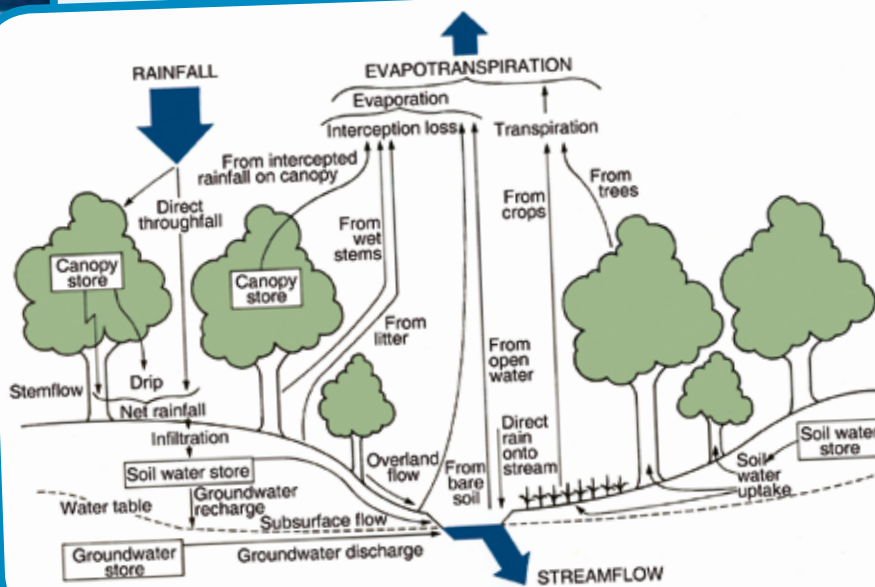 RAINFALL
EVAPOTRANSPIRATION
Evaporation
Interception loss
Transpiration
From intercepted
rainfall on canopy
From
trees
From
crops
Direct
throughfall
From
wet
stems
Canopy
store
Canopy
store
From
litter
From
open
water
Stemflow
Drip
Net rainfall
Infiltration
Soil water store
Overland
flow
From
bare
soil
Direct
rain
onto
stream
Soil
water
uptake
Soil water
store
Water table
Groundwater
recharge
Subsurface flow
Groundwater
store
Groundwater discharge
STREAMFLOW